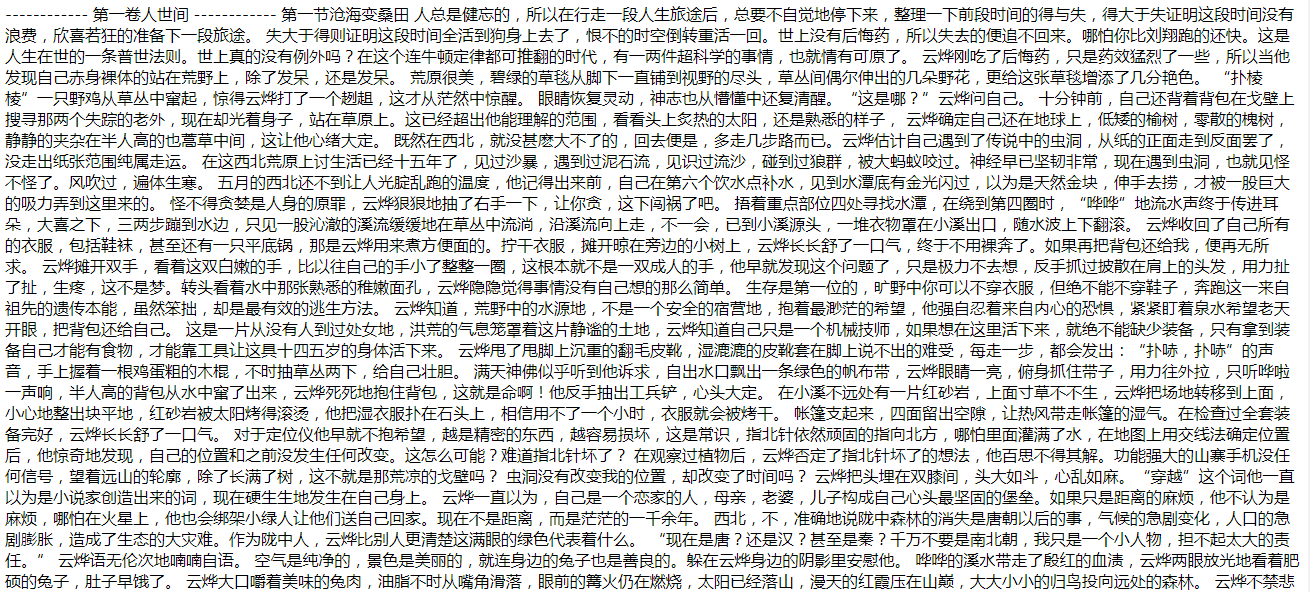 ------------ 第一卷人世间 ------------ 第一节沧海变桑田 人总是健忘的，所以在行走一段人生旅途后，总要不自觉地停下来，整理一下前段时间的得与失，得大于失证明这段时间没有
浪费，欣喜若狂的准备下一段旅途。 失大于得则证明这段时间全活到狗身上去了，恨不的时空倒转重活一回。世上没有后悔药，所以失去的便追不回来。哪怕你比刘翔跑的还快。这是
人生在世的一条普世法则。世上真的没有例外吗？在这个连牛顿定律都可推翻的时代，有一两件超科学的事情，也就情有可原了。 云烨刚吃了后悔药，只是药效猛烈了一些，所以当他
发现自己赤身裸体的站在荒野上，除了发呆，还是发呆。 荒原很美，碧绿的草毯从脚下一直铺到视野的尽头，草丛间偶尔伸出的几朵野花，更给这张草毯增添了几分艳色。 “扑棱
棱”一只野鸡从草丛中窜起，惊得云烨打了一个趔趄，这才从茫然中惊醒。 眼睛恢复灵动，神志也从懵懂中还复清醒。“这是哪？”云烨问自己。 十分钟前，自己还背着背包在戈壁上
搜寻那两个失踪的老外，现在却光着身子，站在草原上。这已经超出他能理解的范围，看看头上炙热的太阳，还是熟悉的样子， 云烨确定自己还在地球上，低矮的榆树，零散的槐树，
静静的夹杂在半人高的也蒿草中间，这让他心绪大定。 既然在西北，就没甚麽大不了的，回去便是，多走几步路而已。云烨估计自己遇到了传说中的虫洞，从纸的正面走到反面罢了，
没走出纸张范围纯属走运。 在这西北荒原上讨生活已经十五年了，见过沙暴，遇到过泥石流，见识过流沙，碰到过狼群，被大蚂蚁咬过。神经早已坚韧非常，现在遇到虫洞，也就见怪
不怪了。风吹过，遍体生寒。 五月的西北还不到让人光腚乱跑的温度，他记得出来前，自己在第六个饮水点补水，见到水潭底有金光闪过，以为是天然金块，伸手去捞，才被一股巨大
的吸力弄到这里来的。 怪不得贪婪是人身的原罪，云烨狠狠地抽了右手一下，让你贪，这下闯祸了吧。 捂着重点部位四处寻找水潭，在绕到第四圈时，“哗哗”地流水声终于传进耳
朵，大喜之下，三两步蹦到水边，只见一股沁澈的溪流缓缓地在草丛中流淌，沿溪流向上走，不一会，已到小溪源头，一堆衣物罩在小溪出口，随水波上下翻滚。 云烨收回了自己所有
的衣服，包括鞋袜，甚至还有一只平底锅，那是云烨用来煮方便面的。拧干衣服，摊开晾在旁边的小树上，云烨长长舒了一口气，终于不用裸奔了。如果再把背包还给我，便再无所
求。 云烨摊开双手，看着这双白嫩的手，比以往自己的手小了整整一圈，这根本就不是一双成人的手，他早就发现这个问题了，只是极力不去想，反手抓过披散在肩上的头发，用力扯
了扯，生疼，这不是梦。转头看着水中那张熟悉的稚嫩面孔，云烨隐隐觉得事情没有自己想的那么简单。 生存是第一位的，旷野中你可以不穿衣服，但绝不能不穿鞋子，奔跑这一来自
祖先的遗传本能，虽然笨拙，却是最有效的逃生方法。 云烨知道，荒野中的水源地，不是一个安全的宿营地，抱着最渺茫的希望，他强自忍着来自内心的恐惧，紧紧盯着泉水希望老天
开眼，把背包还给自己。 这是一片从没有人到过处女地，洪荒的气息笼罩着这片静谧的土地，云烨知道自己只是一个机械技师，如果想在这里活下来，就绝不能缺少装备，只有拿到装
备自己才能有食物，才能靠工具让这具十四五岁的身体活下来。 云烨甩了甩脚上沉重的翻毛皮靴，湿漉漉的皮靴套在脚上说不出的难受，每走一步，都会发出：“扑哧，扑哧”的声
音，手上握着一根鸡蛋粗的木棍，不时抽草丛两下，给自己壮胆。 满天神佛似乎听到他诉求，自出水口飘出一条绿色的帆布带，云烨眼睛一亮，俯身抓住带子，用力往外拉，只听哗啦
一声响，半人高的背包从水中窜了出来，云烨死死地抱住背包，这就是命啊！他反手抽出工兵铲，心头大定。 在小溪不远处有一片红砂岩，上面寸草不不生，云烨把场地转移到上面，
小心地整出块平地，红砂岩被太阳烤得滚烫，他把湿衣服扑在石头上，相信用不了一个小时，衣服就会被烤干。 帐篷支起来，四面留出空隙，让热风带走帐篷的湿气。在检查过全套装
备完好，云烨长长舒了一口气。 对于定位仪他早就不抱希望，越是精密的东西，越容易损坏，这是常识，指北针依然顽固的指向北方，哪怕里面灌满了水，在地图上用交线法确定位置
后，他惊奇地发现，自己的位置和之前没发生任何改变。这怎么可能？难道指北针坏了？ 在观察过植物后，云烨否定了指北针坏了的想法，他百思不得其解。功能强大的山寨手机没任
何信号，望着远山的轮廓，除了长满了树，这不就是那荒凉的戈壁吗？ 虫洞没有改变我的位置，却改变了时间吗？ 云烨把头埋在双膝间，头大如斗，心乱如麻。 “穿越”这个词他一直
以为是小说家创造出来的词，现在硬生生地发生在自己身上。 云烨一直以为，自己是一个恋家的人，母亲，老婆，儿子构成自己心头最坚固的堡垒。如果只是距离的麻烦，他不认为是
麻烦，哪怕在火星上，他也会绑架小绿人让他们送自己回家。现在不是距离，而是茫茫的一千余年。 西北，不，准确地说陇中森林的消失是唐朝以后的事，气候的急剧变化，人口的急
剧膨胀，造成了生态的大灾难。作为陇中人，云烨比别人更清楚这满眼的绿色代表着什么。 “现在是唐？还是汉？甚至是秦？千万不要是南北朝，我只是一个小人物，担不起太大的责
任。“ 云烨语无伦次地喃喃自语。 空气是纯净的，景色是美丽的，就连身边的兔子也是善良的。躲在云烨身边的阴影里安慰他。 哗哗的溪水带走了殷红的血渍，云烨两眼放光地看着肥
硕的兔子，肚子早饿了。 云烨大口嚼着美味的兔肉，油脂不时从嘴角滑落，眼前的篝火仍在燃烧，太阳已经落山，漫天的红霞压在山巅，大大小小的归鸟投向远处的森林。 云烨不禁悲